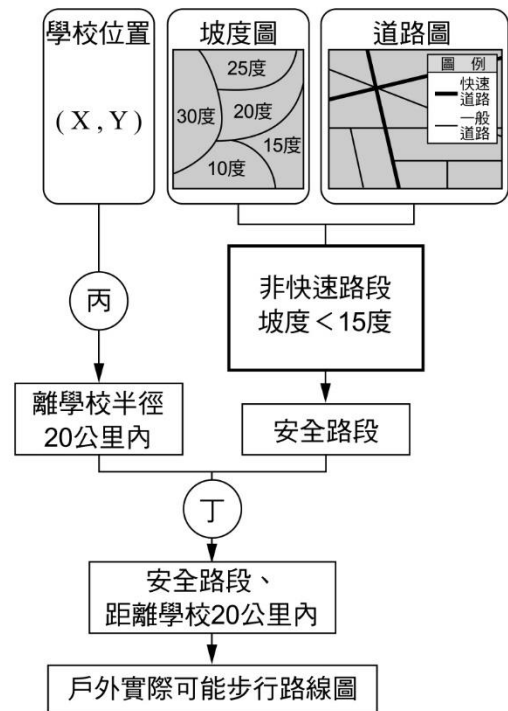 學校位置
(X,Y)
坡度圖
25度
30度
20度
15度
10度
道路圖
圖 例
快速
道路
一般
道路
丙
非快速路段
坡度＜15度
離學校半徑
20公里內
安全路段
丁
安全路段、
距離學校20公里內
戶外實際可能步行路線圖